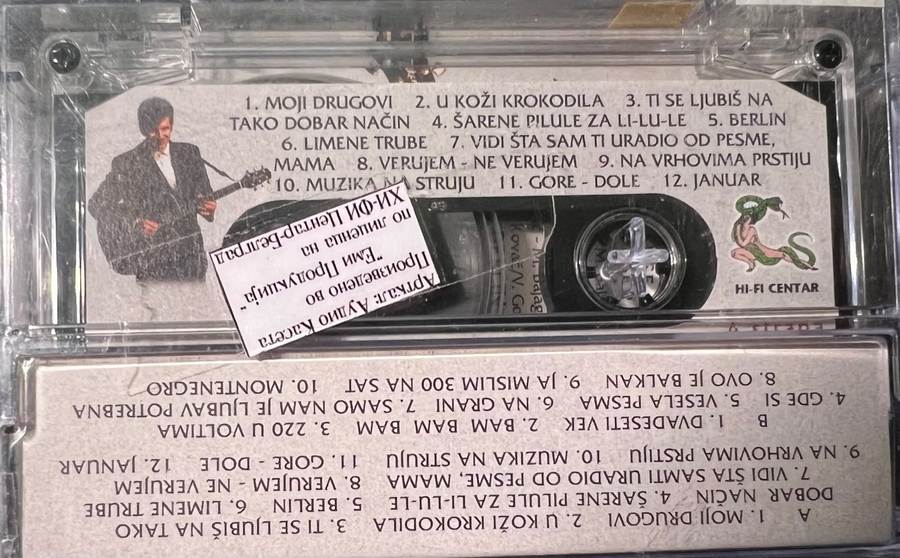 1. MOJI DRUGOVI 2. U KOŽI KROKODILA 3. TI SE LJUBIŠ NA
TAKO DOBAR NAČIN 4. ŠARENE PILULE ZA LI-LU-LE 5. BERLIN
6. LIMENE TRUBE 7. VIDI ŠTA SAM TI URADIO OD PESME,
MAMA 8. VERUJEM - NE VERUJEM 9. NA VRHOVIMA PRSTIJU
10. MUZIKA NA STRUJU 11. GORE - DOLE 12. JANUAR
HI-FI CENTAR
Артикал: Аудио Касета
Произведено во
"Еми Продукција"
по лиценца на
ХИ-ФИ Центар-Белград
A 1. MOJI DRUGOVI 2. U KOŽI KROKODILA 3. TI SE LJUBIŠ NA TAKO
DOBAR NAČIN 4. ŠARENE PILULE ZA LI-LU-LE 5. BERLIN 6. LIMENE TRUBE
7. VIDI ŠTA SAMTI URADIO OD PESME, MAMA 8. VERUJEM - NE VERUJEM
9. NA VRHOVIMA PRSTIJU 10. MUZIKA NA STRUJU 11. GORE - DOLE 12. JANUAR
B 1. DVADESETI VEK 2. BAM BAM BAM 3. 220 U VOLTIMA
4. GDE SI 5. VESELA PESMA 6. NA GRANI 7. SAMO NAM JE LJUBAV POTREBNA
8. OVO JE BALKAN 9. JA MISLIM 300 NA SAT 10. MONTENEGRO